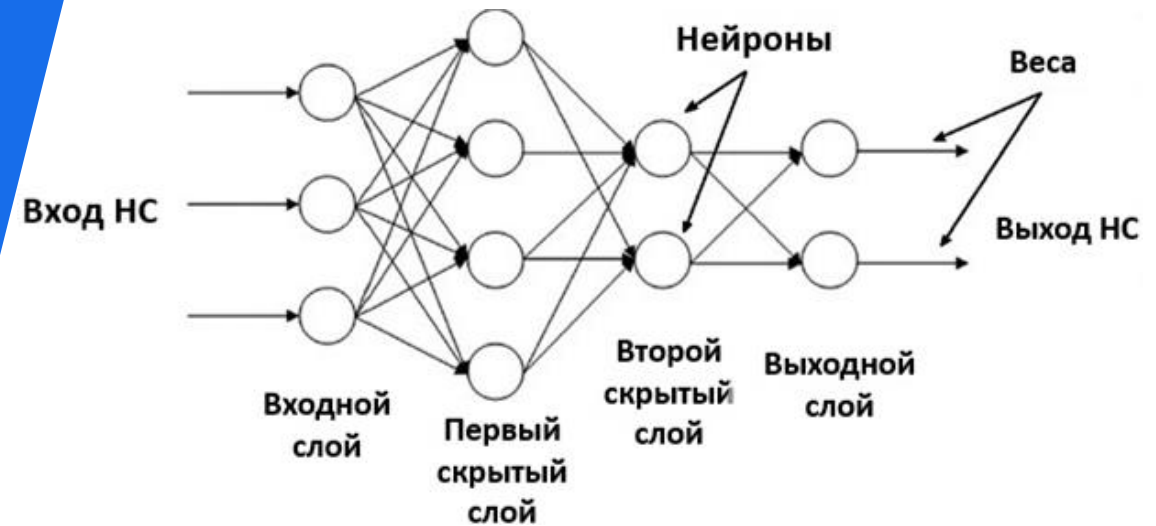 Нейроны
Веса
Вход НС
Выход НС
Входной
слой
Первый
скрытый
слой
Второй
скрытый
слой
Выходной
слой